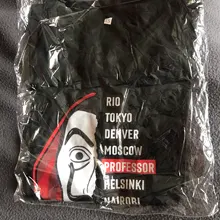 RIO
TOKYO
DENVER
MOSCOW
PROFESSOR
HELSINKI
NAIROBI